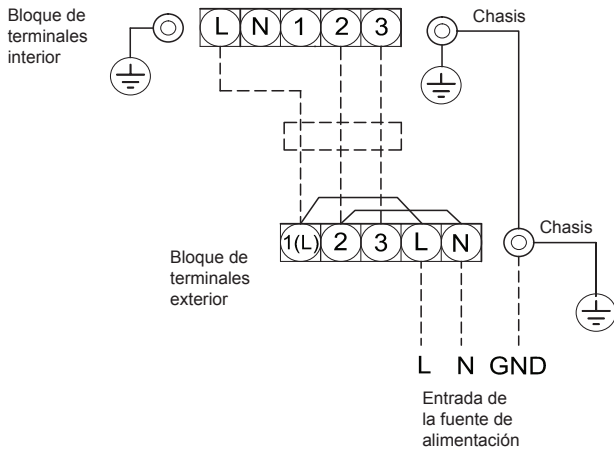 Bloque de
terminales
interior
L N 1 2 3
Chasis
1(L) 2 3 L N
Chasis
Bloque de
terminales
exterior
L N GND
Entrada de
la fuente de
alimentación